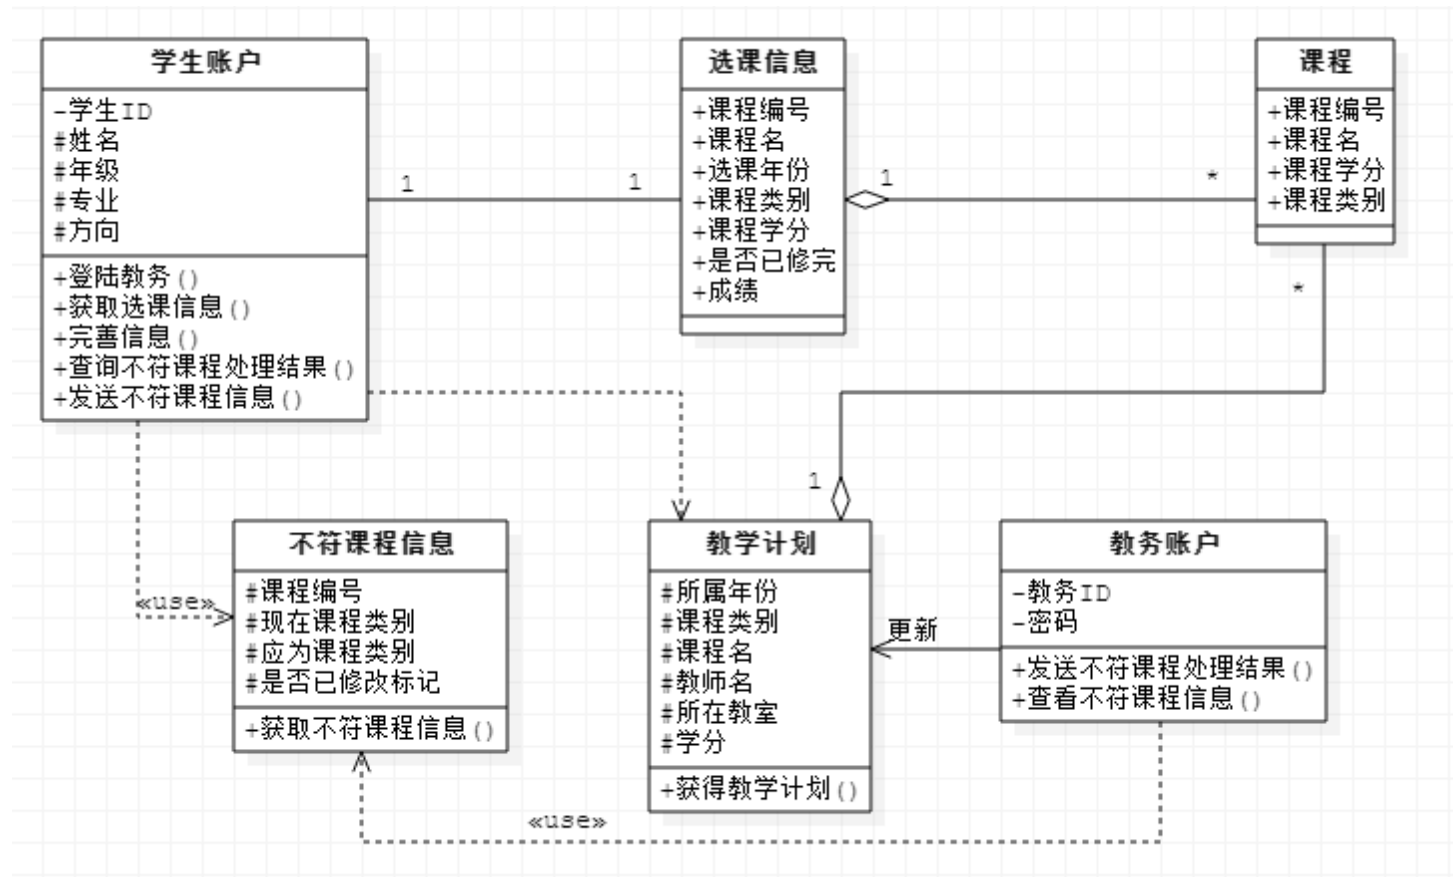 学生账户
-学生ID
#姓名
#年级
#专业
#方向
+登陆教务()
+获取选课信息()
+完善信息()
+查询不符课程处理结果()
+发送不符课程信息()
1
1
选课信息
+课程编号
+课程名
+选课年份
+课程类别
+课程学分
+是否已修完
+成绩
1
*
课程
+课程编号
+课程名
+课程学分
+课程类别
*
1
«use»
不符课程信息
#课程编号
#现在课程类别
#应为课程类别
#是否已修改标记
+获取不符课程信息()
教学计划
#所属年份
#课程类别
#课程名
#教师名
#所在教室
#学分
+获得教学计划()
更新
教务账户
-教务ID
-密码
+发送不符课程处理结果()
+查看不符课程信息()
«use»